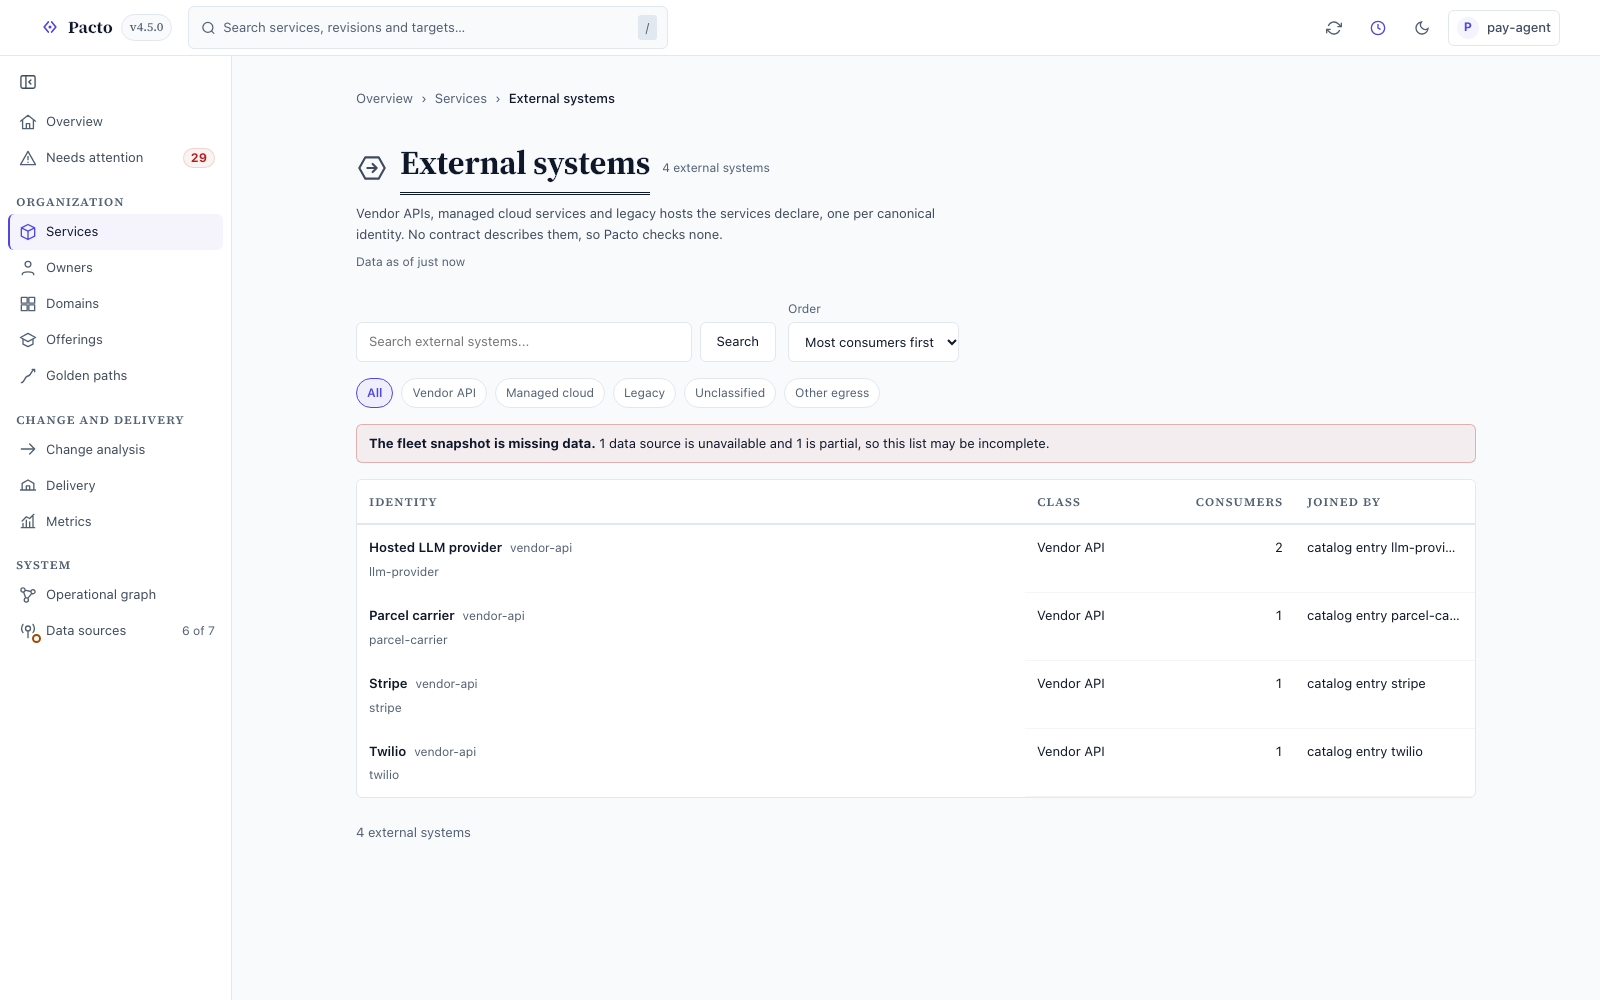 Pacto v4.5.0
Search services, revisions and targets...
/
P pay-agent
Overview
Needs attention 29
ORGANIZATION
Services
Owners
Domains
Offerings
Golden paths
CHANGE AND DELIVERY
Change analysis
Delivery
Metrics
SYSTEM
Operational graph
Data sources 6 of 7
Overview › Services › External systems
External systems 4 external systems
Vendor APIs, managed cloud services and legacy hosts the services declare, one per canonical
identity. No contract describes them, so Pacto checks none.
Data as of just now
Order
Search external systems... Search Most consumers first
All Vendor API Managed cloud Legacy Unclassified Other egress
The fleet snapshot is missing data. 1 data source is unavailable and 1 is partial, so this list may be incomplete.
IDENTITY CLASS CONSUMERS JOINED BY
Hosted LLM provider vendor-api Vendor API 2 catalog entry llm-provi...
llm-provider
Parcel carrier vendor-api Vendor API 1 catalog entry parcel-ca...
parcel-carrier
Stripe vendor-api Vendor API 1 catalog entry stripe
stripe
Twilio vendor-api Vendor API 1 catalog entry twilio
twilio
4 external systems